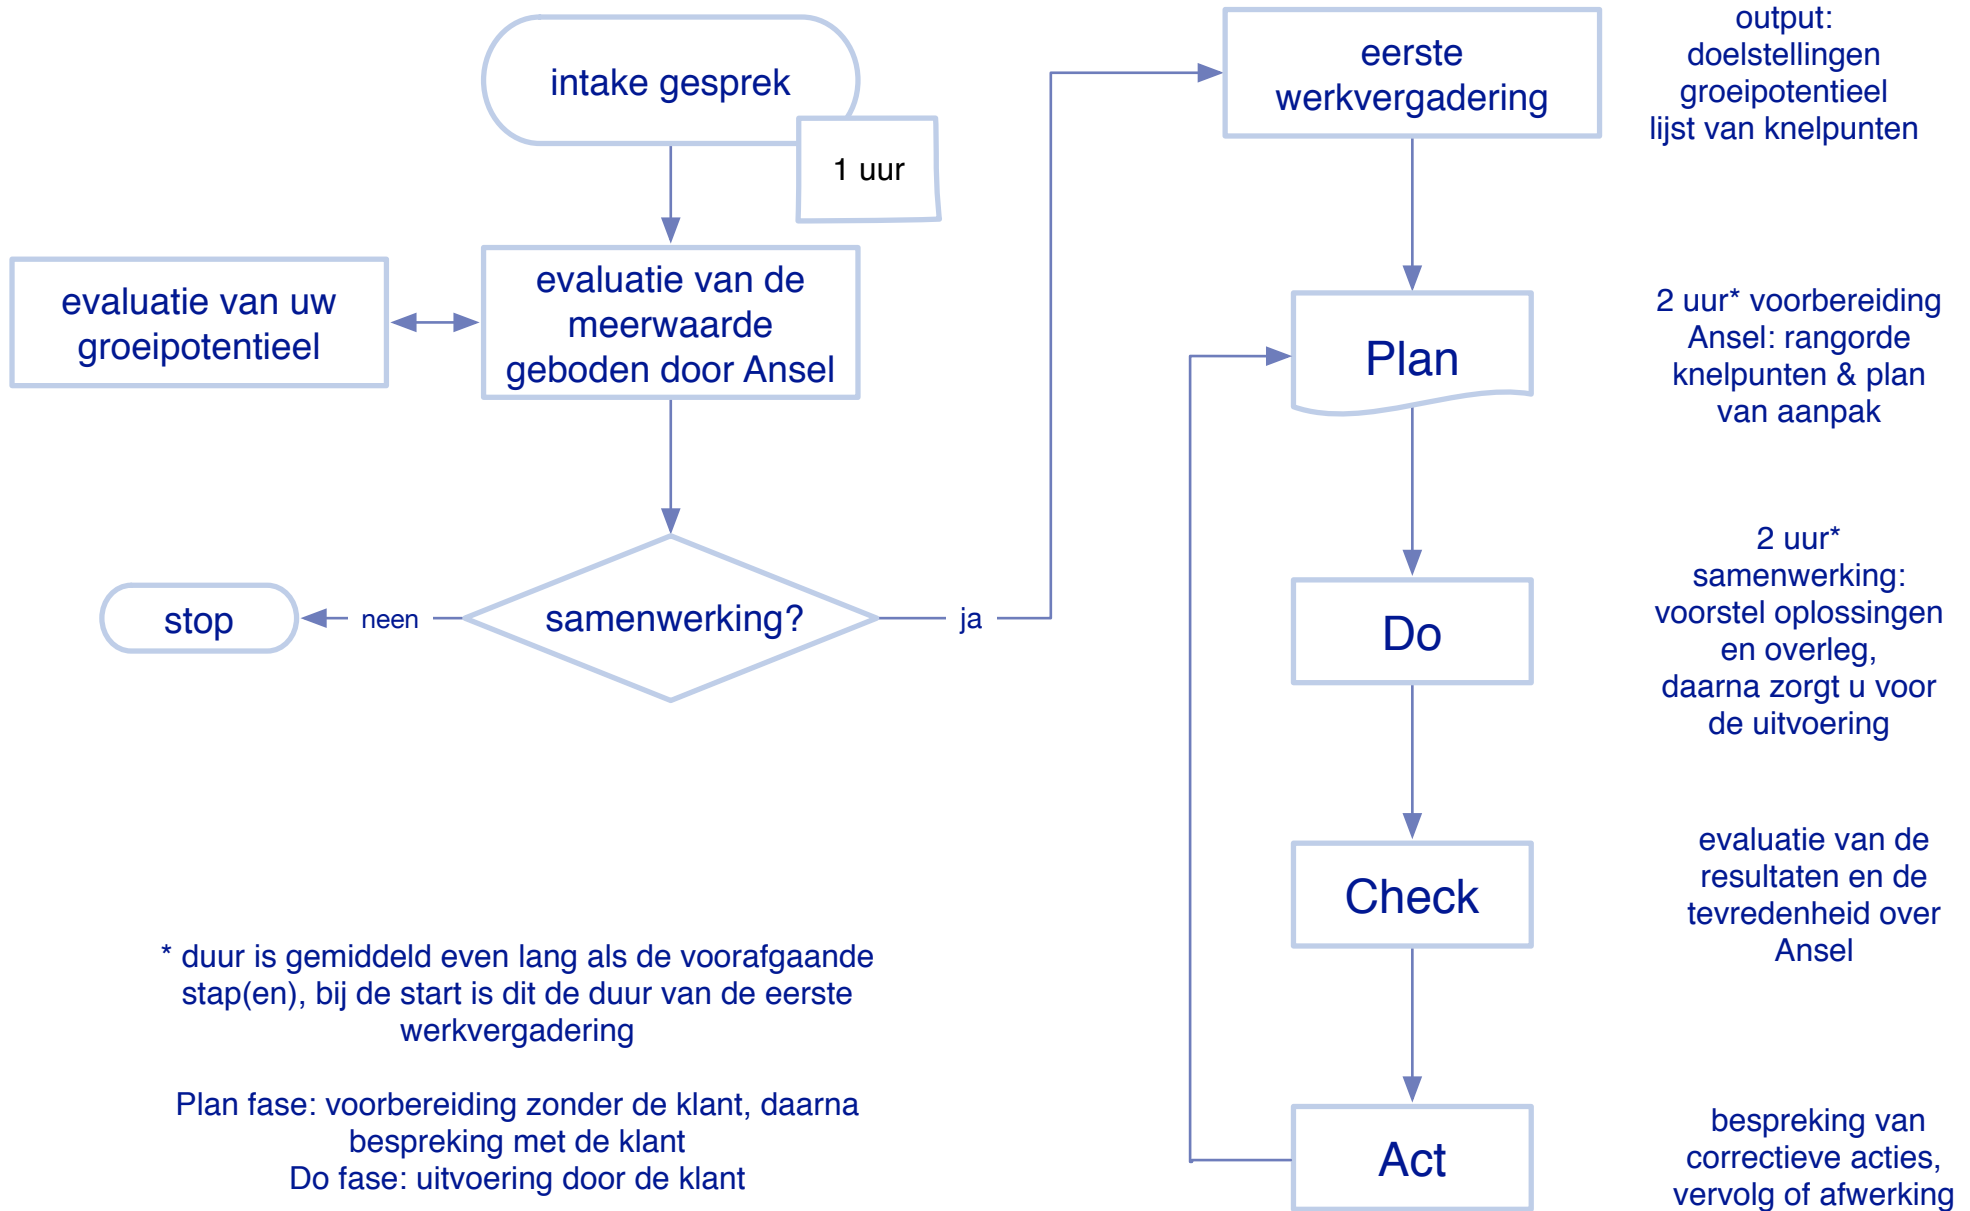 intake gesprek
1 uur
evaluatie van uw
groeipotentieel
evaluatie van de
meerwaarde
geboden door Ansel
samenwerking?
neen
stop
ja
eerste
werkvergadering
output:
doelstellingen
groeipotentieel
lijst van knelpunten
Plan
2 uur* voorbereiding
Ansel: rangorde
knelpunten & plan
van aanpak
Do
2 uur*
samenwerking:
voorstel oplossingen
en overleg,
daarna zorgt u voor
de uitvoering
Check
evaluatie van de
resultaten en de
tevredenheid over
Ansel
Act
bespreking van
correctieve acties,
vervolg of afwerking
* duur is gemiddeld even lang als de voorafgaande
stap(en), bij de start is dit de duur van de eerste
werkvergadering
Plan fase: voorbereiding zonder de klant, daarna
bespreking met de klant
Do fase: uitvoering door de klant